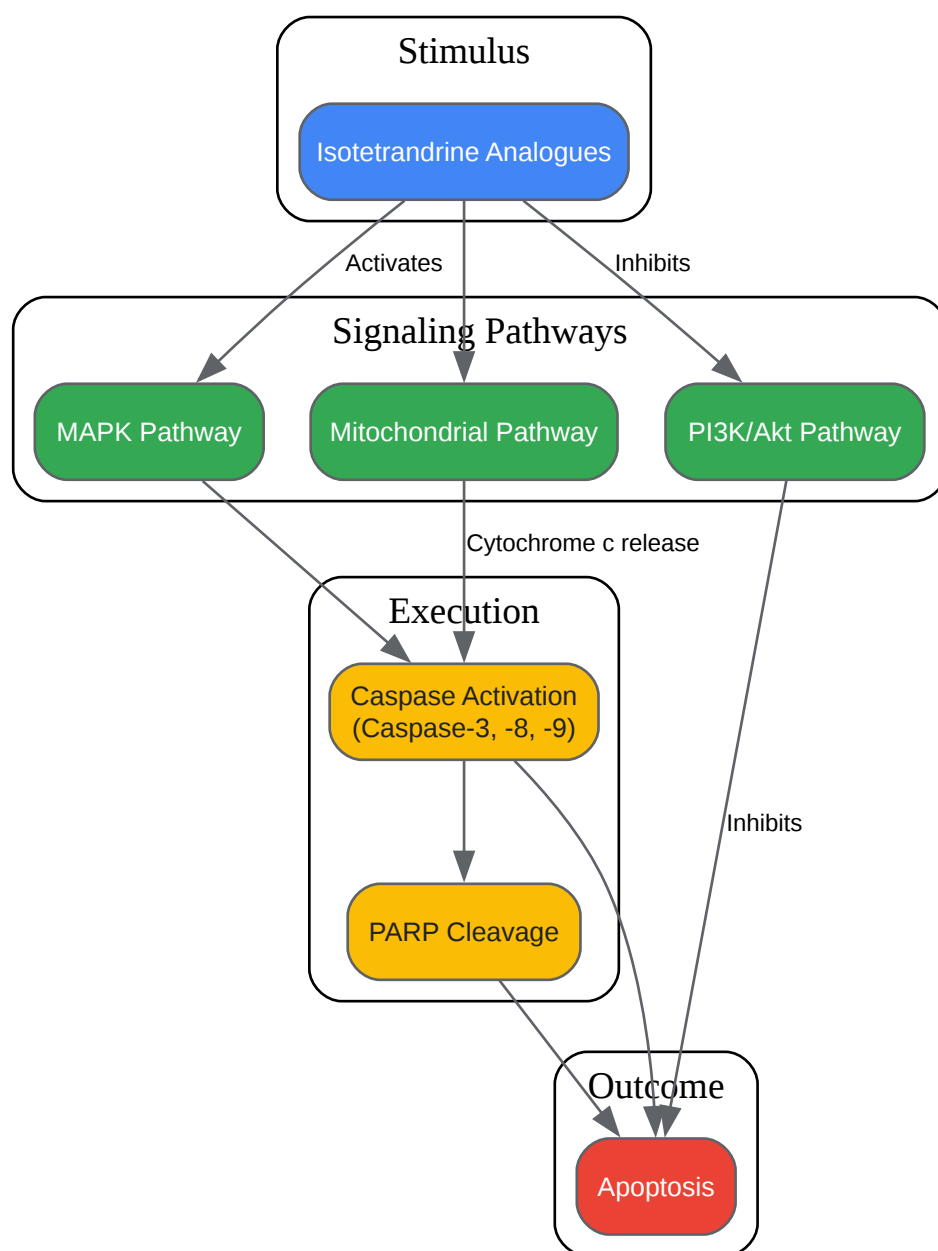 Stimulus
Isotetrandrine Analogues
Activates
Inhibits
Signaling Pathways
MAPK Pathway
Mitochondrial Pathway
PI3K/Akt Pathway
Cytochrome c release
Execution
Caspase Activation
(Caspase-3, -8, -9)
Inhibits
PARP Cleavage
Outcome
Apoptosis